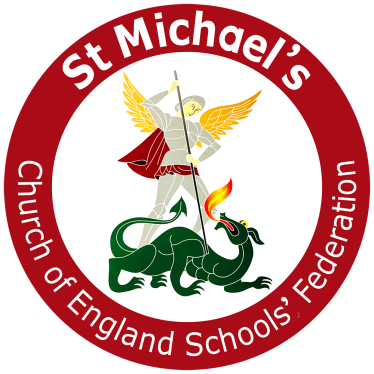 St Michael's
Church of England Schools' Federation